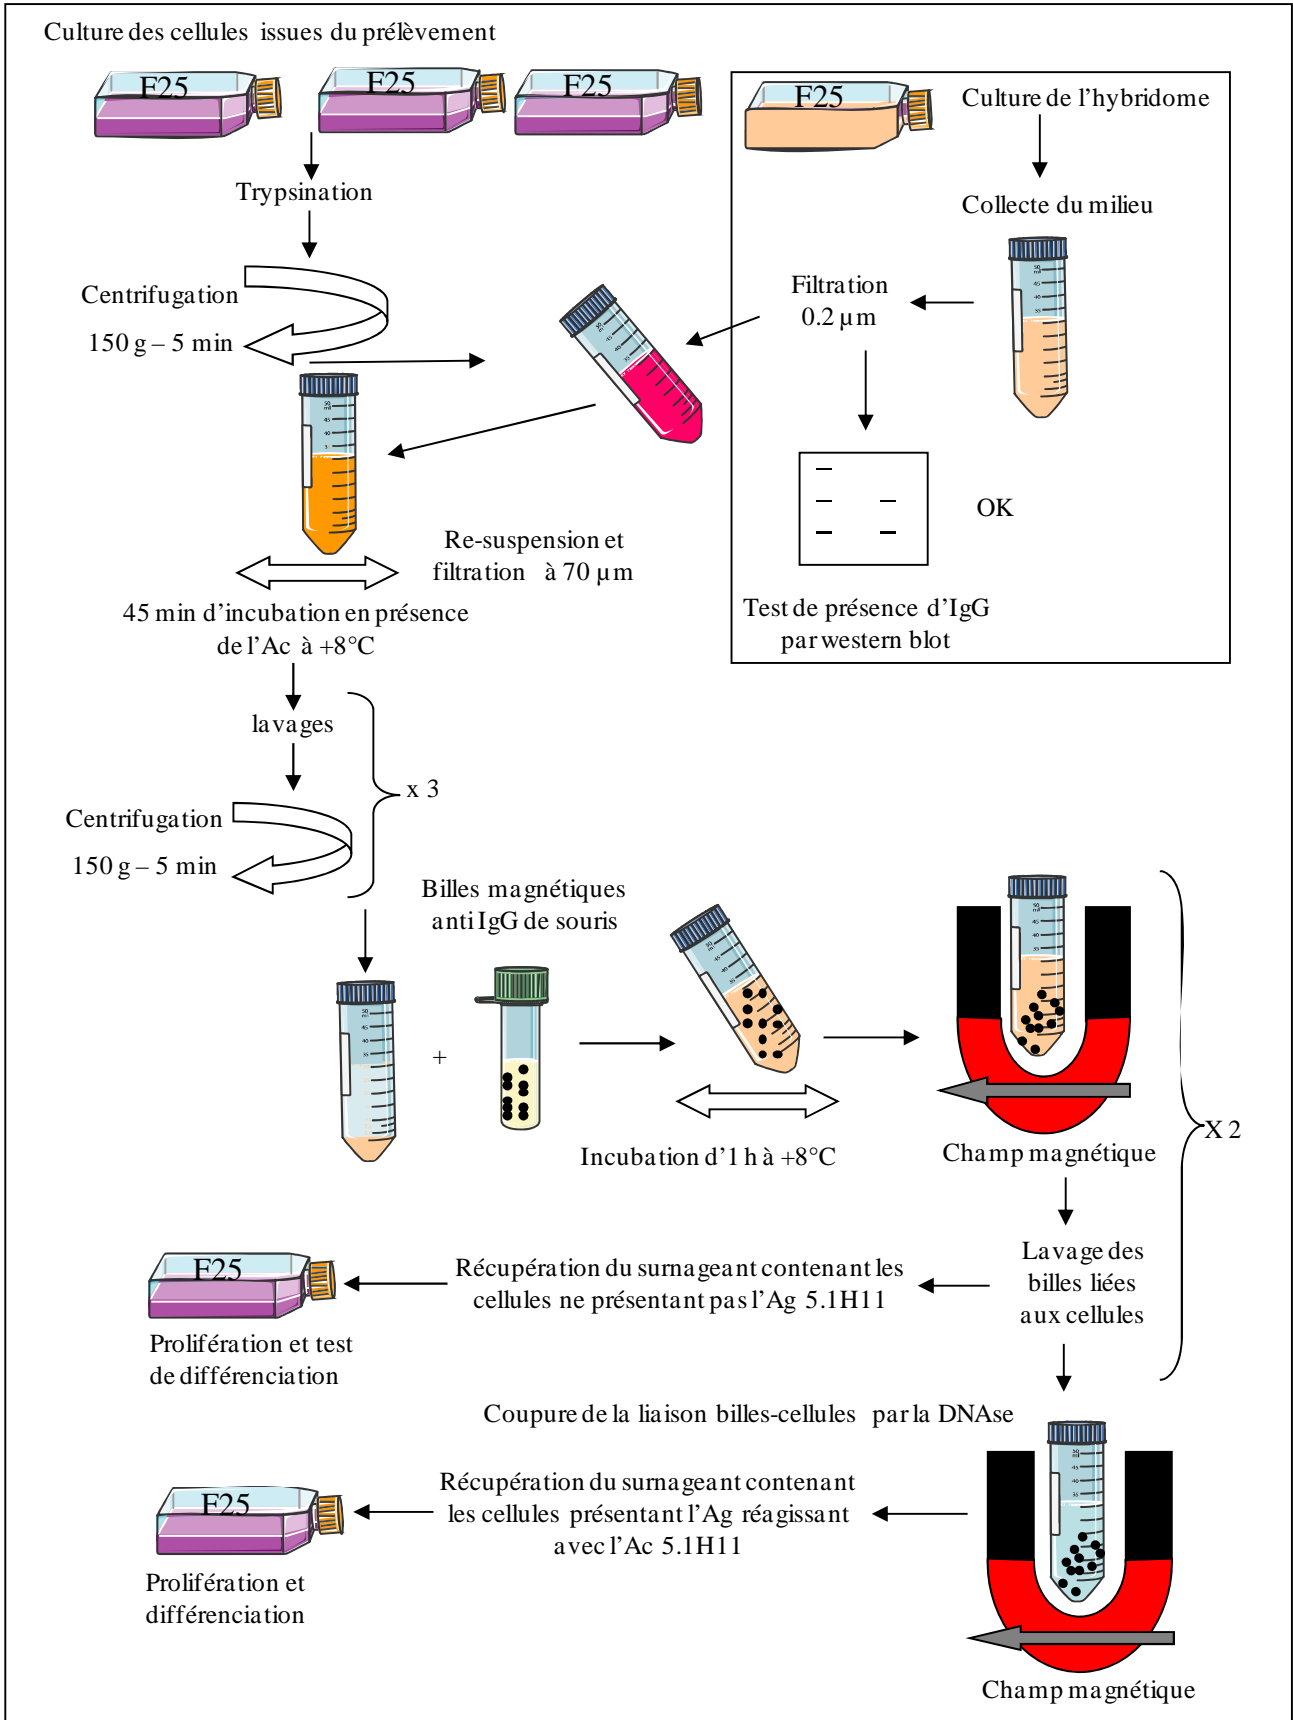 Culture des cellules issues du prélèvement
F25
F25
F25
F25
Culture de l'hybridome
Trypsination
Collecte du milieu
Centrifugation
150 g – 5 min
Filtration
0.2 µm
Re-suspension et
filtration à 70 µm
OK
Test de présence d'IgG
par western blot
45 min d'incubation en présence
de l'Ac à +8°C
lavages
x 3
Centrifugation
150 g – 5 min
Billes magnétiques
anti IgG de souris
+
Incubation d'1 h à +8°C
Champ magnétique
X 2
Lavage des
billes liées
aux cellules
Récupération du surnageant contenant les
cellules ne présentant pas l'Ag 5.1H11
F25
Prolifération et test
de différenciation
Coupure de la liaison billes-cellules par la DNAse
Récupération du surnageant contenant
les cellules présentant l'Ag réagissant
avec l'Ac 5.1H11
F25
Prolifération et
différenciation
Champ magnétique